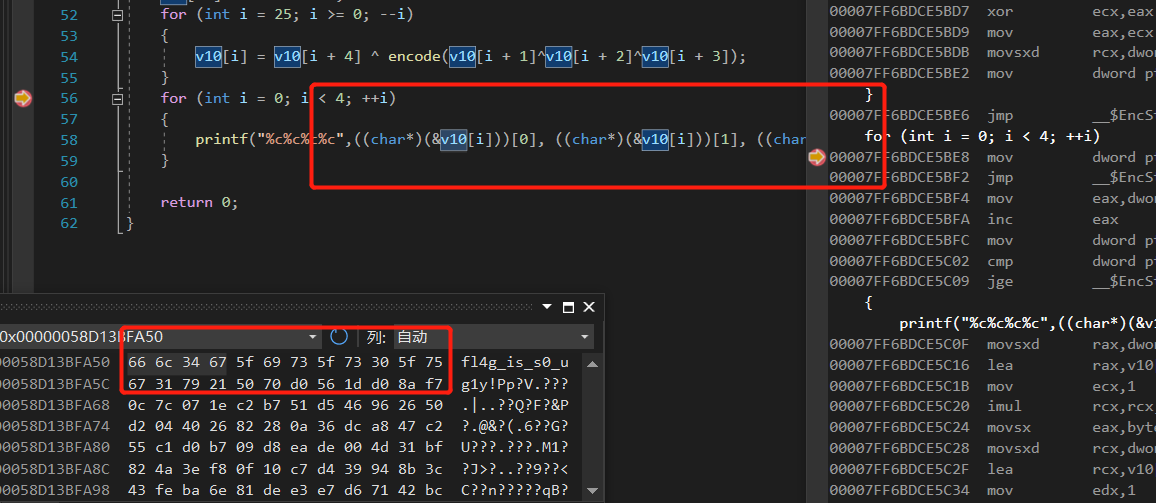 52 for (int i = 25; i >= 0; --i)
53 {
54 v10[i] = v10[i + 4] ^ encode(v10[i + 1]^v10[i + 2]^v10[i + 3]);
55 }
56 for (int i = 0; i < 4; ++i)
57 {
58 printf("%c%c%c%c",((char*)(&v10[i]))[0], ((char*)(&v10[i]))[1], ((char
59 }
60
61 return 0;
62 }
00007FF6BDCE5BD7 xor ecx,eax
00007FF6BDCE5BD9 mov eax,ecx
00007FF6BDCE5BDB movsxd rcx,dwo
00007FF6BDCE5BE2 mov dword pt
}
00007FF6BDCE5BE6 jmp __$EncSt
for (int i = 0; i < 4; ++i)
00007FF6BDCE5BE8 mov dword pt
00007FF6BDCE5BF2 jmp __$EncSt
00007FF6BDCE5BF4 mov eax,dwor
00007FF6BDCE5BFA inc eax
00007FF6BDCE5BFC mov dword pt
00007FF6BDCE5C02 cmp dword pt
00007FF6BDCE5C09 jge __$EncSt
{
printf("%c%c%c%c",((char*)(&v1
00007FF6BDCE5C0F movsxd rax,dwor
00007FF6BDCE5C16 lea rax,v10
00007FF6BDCE5C1B mov ecx,1
00007FF6BDCE5C20 imul rcx,rcx,
00007FF6BDCE5C24 movsx eax,byte
00007FF6BDCE5C28 movsxd rcx,dwor
00007FF6BDCE5C2F lea rcx,v10
00007FF6BDCE5C34 mov edx,1
0x00000058D13BFA50 列: 自动
00058D13BFA50 66 6c 34 67 5f 69 73 5f 73 30 5f 75 fl4g_is_s0_u
00058D13BFA5C 67 31 79 21 50 70 d0 56 1d d0 8a f7 g1y!Pp?V.???
00058D13BFA68 0c 7c 07 1e c2 b7 51 d5 46 96 26 50 .|..??Q?F?&P
00058D13BFA74 d2 04 40 26 82 28 0a 36 dc a8 47 c2 ?.@&?(.6??G?
00058D13BFA80 55 c1 d0 b7 09 d8 ea de 00 4d 31 bf U???.???.M1?
00058D13BFA8C 82 4a 3e f8 0f 10 c7 d4 39 94 8b 3c ?J>?..??9??<
00058D13BFA98 43 fe ba 6e 81 de e3 e7 d6 71 42 bc C??n?????qB?